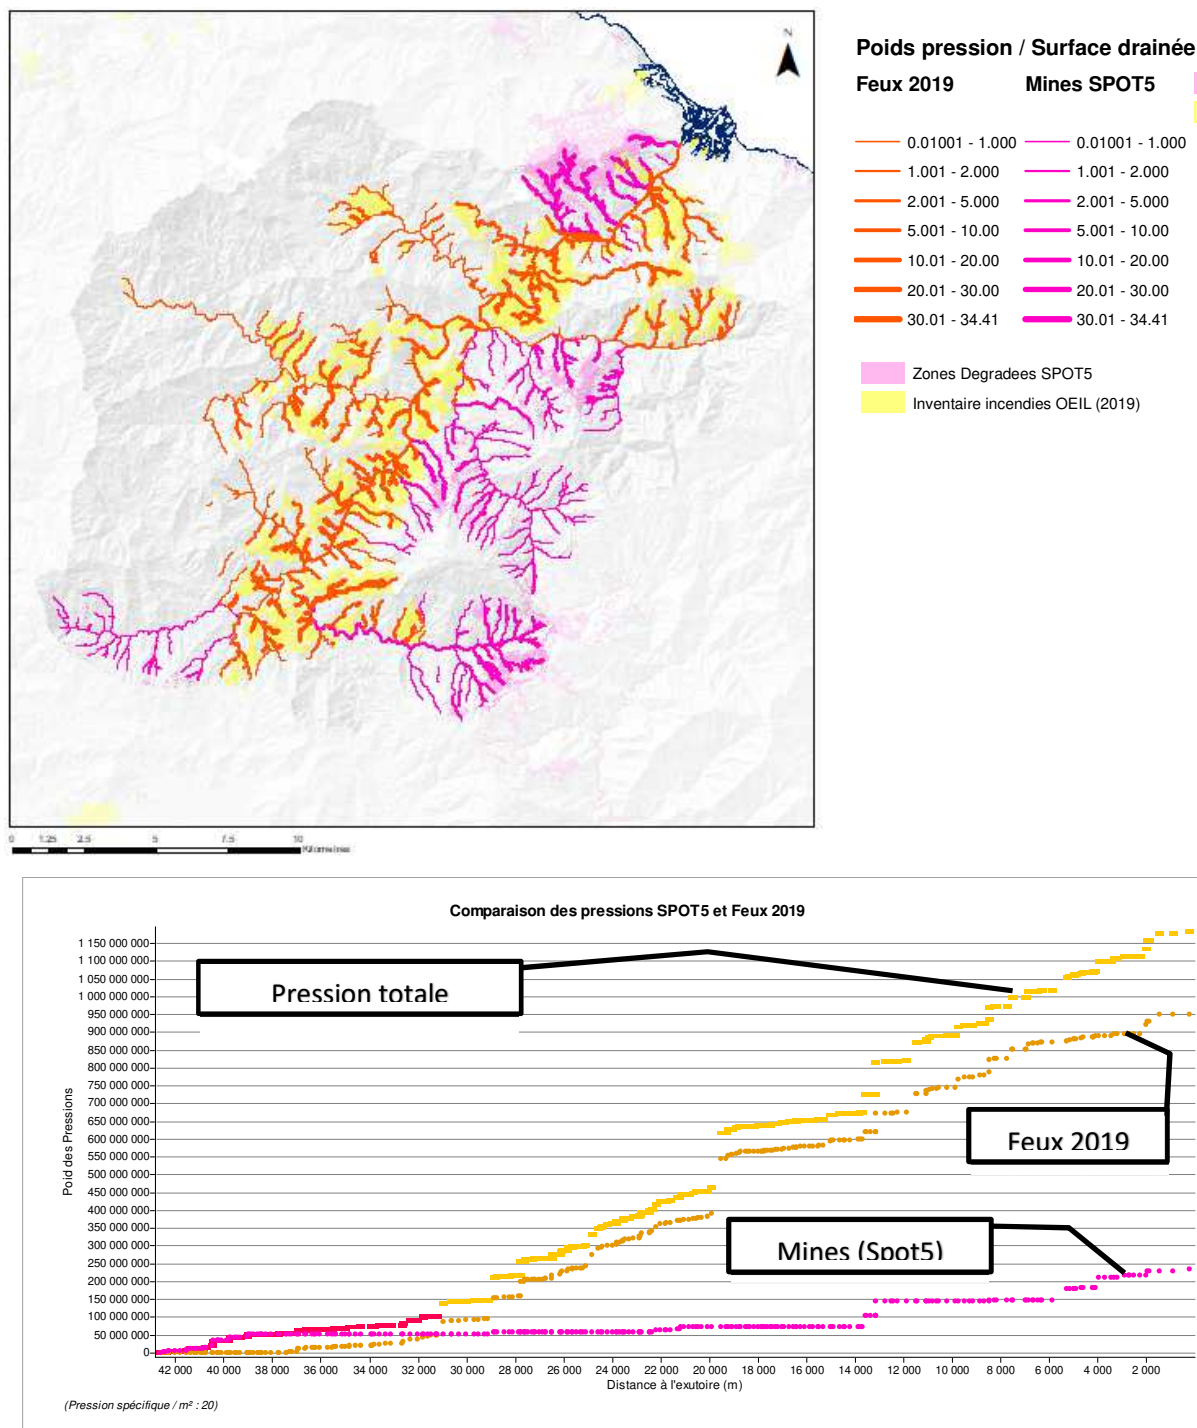 N
Poids pression / Surface drainée
Feux 2019 Mines SPOT5
0.01001 - 1.000 0.01001 - 1.000
1.001 - 2.000 1.001 - 2.000
2.001 - 5.000 2.001 - 5.000
5.001 - 10.00 5.001 - 10.00
10.01 - 20.00 10.01 - 20.00
20.01 - 30.00 20.01 - 30.00
30.01 - 34.41 30.01 - 34.41
Zones Degradees SPOT5
Inventaire incendies OEIL (2019)
0 1.25 2.5 5 7.5 10
Kilometres
Comparaison des pressions SPOT5 et Feux 2019
1 150 000 000
1 100 000 000
1 050 000 000
1 000 000 000
950 000 000
900 000 000
850 000 000
800 000 000
750 000 000
700 000 000
650 000 000
600 000 000
550 000 000
500 000 000
450 000 000
400 000 000
350 000 000
300 000 000
250 000 000
200 000 000
150 000 000
100 000 000
50 000 000
0
Poid des Pressions
Pression totale
Feux 2019
Mines (Spot5)
42 000 40 000 38 000 36 000 34 000 32 000 30 000 28 000 26 000 24 000 22 000 20 000 18 000 16 000 14 000 12 000 10 000 8 000 6 000 4 000 2 000
Distance à l'exutoire (m)
(Pression spécifique / m² : 20)